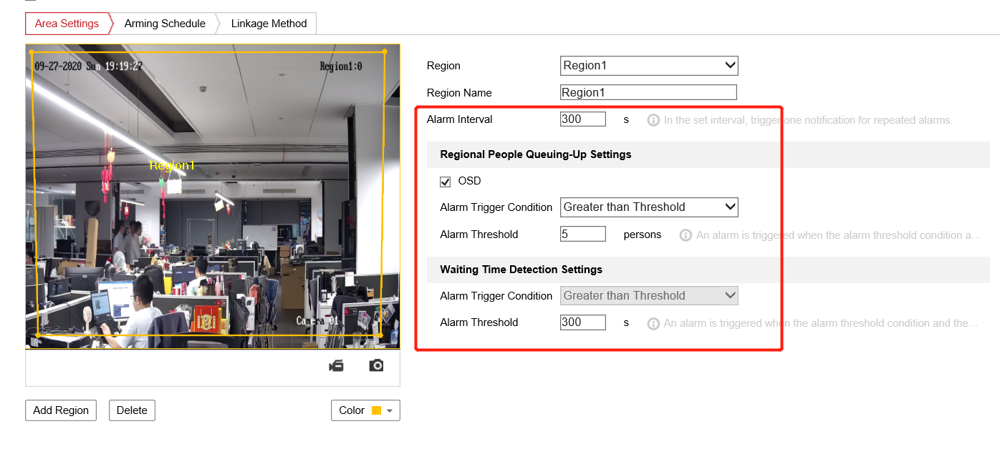 Area Settings
Arming Schedule
Linkage Method
09-27-2020 Sun 19:19:27
Region1:0
Region1
Camera 01
Add Region
Delete
Color
Region
Region1
Region Name
Region1
Alarm Interval
300 s
In the set interval, trigger one notification for repeated alarms.
Regional People Queuing-Up Settings
OSD
Alarm Trigger Condition
Greater than Threshold
Alarm Threshold
5 persons
An alarm is triggered when the alarm threshold condition a...
Waiting Time Detection Settings
Alarm Trigger Condition
Greater than Threshold
Alarm Threshold
300 s
An alarm is triggered when the alarm threshold condition and the...